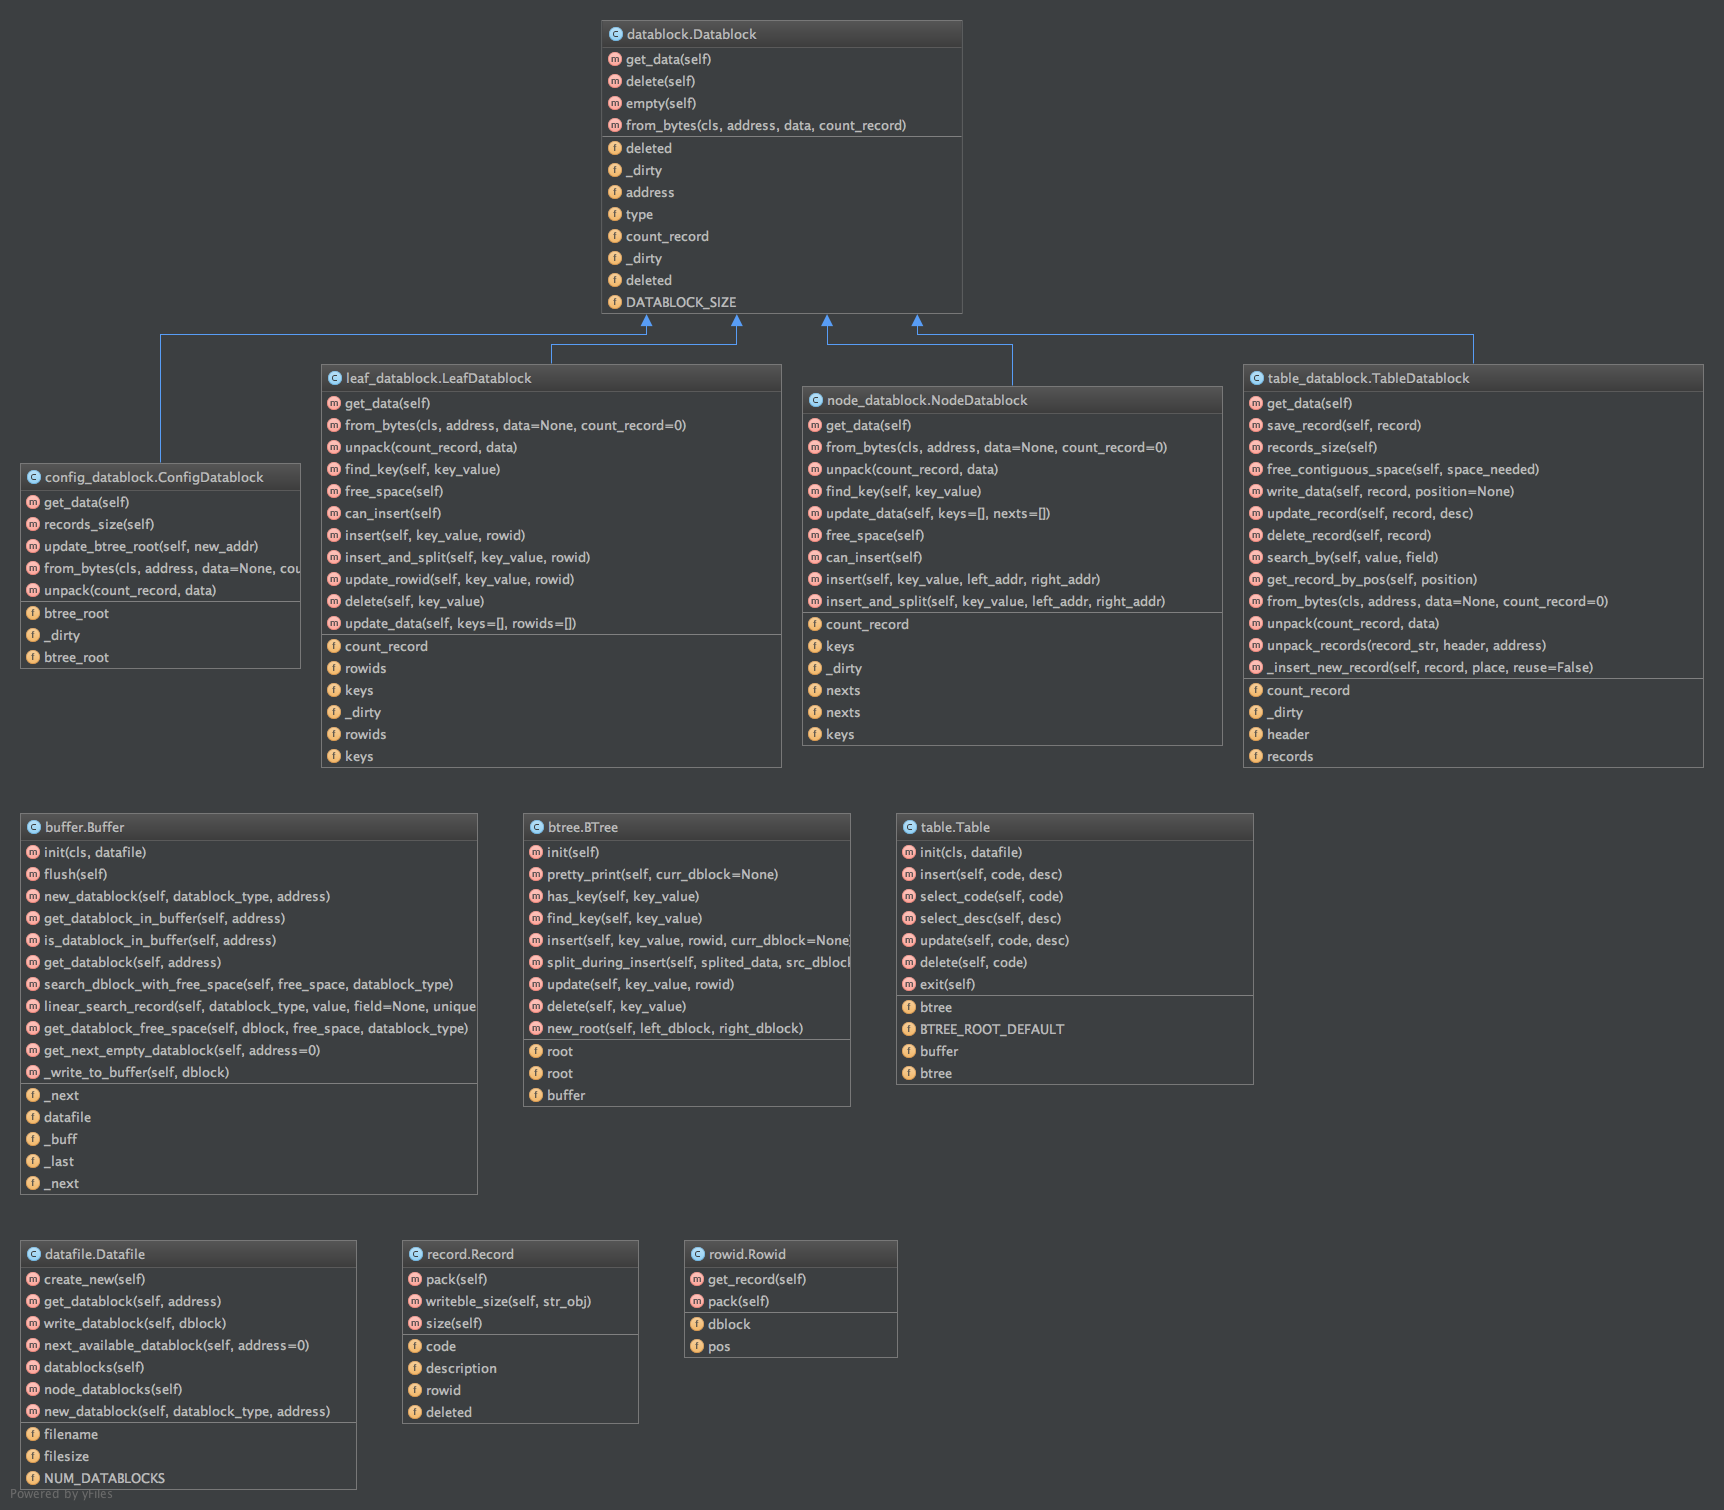 datablock.Datablock
get_data(self)
delete(self)
empty(self)
from_bytes(cls, address, data, count_record)
deleted
_dirty
address
type
count_record
_dirty
deleted
DATABLOCK_SIZE
config_datablock.ConfigDatablock
get_data(self)
records_size(self)
update_btree_root(self, new_addr)
from_bytes(cls, address, data=None, cou
unpack(count_record, data)
btree_root
_dirty
btree_root
leaf_datablock.LeafDatablock
get_data(self)
from_bytes(cls, address, data=None, count_record=0)
unpack(count_record, data)
find_key(self, key_value)
free_space(self)
can_insert(self)
insert(self, key_value, rowid)
insert_and_split(self, key_value, rowid)
update_rowid(self, key_value, rowid)
delete(self, key_value)
update_data(self, keys=[], rowids=[])
count_record
rowids
keys
_dirty
rowids
keys
node_datablock.NodeDatablock
get_data(self)
from_bytes(cls, address, data=None, count_record=0)
unpack(count_record, data)
find_key(self, key_value)
update_data(self, keys=[], nexts=[])
free_space(self)
can_insert(self)
insert(self, key_value, left_addr, right_addr)
insert_and_split(self, key_value, left_addr, right_addr)
count_record
keys
_dirty
nexts
nexts
keys
table_datablock.TableDatablock
get_data(self)
save_record(self, record)
records_size(self)
free_contiguous_space(self, space_needed)
write_data(self, record, position=None)
update_record(self, record, desc)
delete_record(self, record)
search_by(self, value, field)
get_record_by_pos(self, position)
from_bytes(cls, address, data=None, count_record=0)
unpack(count_record, data)
unpack_records(record_str, header, address)
_insert_new_record(self, record, place, reuse=False)
count_record
_dirty
header
records
buffer.Buffer
init(cls, datafile)
flush(self)
new_datablock(self, datablock_type, address)
get_datablock_in_buffer(self, address)
is_datablock_in_buffer(self, address)
get_datablock(self, address)
search_dblock_with_free_space(self, free_space, datablock_type)
linear_search_record(self, datablock_type, value, field=None, unique
get_datablock_free_space(self, dblock, free_space, datablock_type)
get_next_empty_datablock(self, address=0)
_write_to_buffer(self, dblock)
_next
datafile
_buff
_last
_next
btree.BTree
init(self)
pretty_print(self, curr_dblock=None)
has_key(self, key_value)
find_key(self, key_value)
insert(self, key_value, rowid, curr_dblock=None)
split_during_insert(self, splited_data, src_dblock
update(self, key_value, rowid)
delete(self, key_value)
new_root(self, left_dblock, right_dblock)
root
root
buffer
table.Table
init(cls, datafile)
insert(self, code, desc)
select_code(self, code)
select_desc(self, desc)
update(self, code, desc)
delete(self, code)
exit(self)
btree
BTREE_ROOT_DEFAULT
buffer
btree
datafile.Datafile
create_new(self)
get_datablock(self, address)
write_datablock(self, dblock)
next_available_datablock(self, address=0)
datablocks(self)
node_datablocks(self)
new_datablock(self, datablock_type, address)
filename
filesize
NUM_DATABLOCKS
record.Record
pack(self)
writeble_size(self, str_obj)
size(self)
code
description
rowid
deleted
rowid.Rowid
get_record(self)
pack(self)
dblock
pos
Powered by yFiles